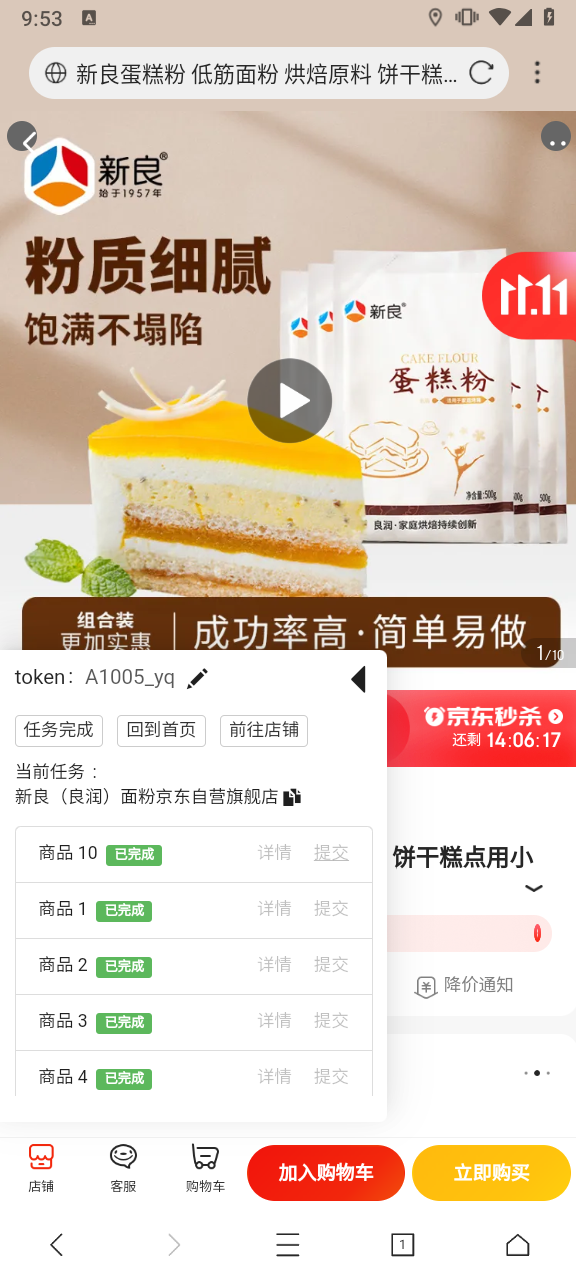 9:53
新良蛋糕粉 低筋面粉 烘焙原料 饼干糕...
新良®
始于1957年
粉质细腻
饱满不塌陷
11.11
新良®
CAKE FLOUR
蛋糕粉
净含量:500g
500g
500g
良润·家庭烘焙持续创新
组合装
更加实惠
成功率高·简单易做
1/10
token： A1005_yq
任务完成 回到首页 前往店铺
当前任务：
新良（良润）面粉京东自营旗舰店
京东秒杀
还剩 14:06:17
商品 10 已完成 详情 提交
饼干糕点用小
商品 1 已完成 详情 提交
商品 2 已完成 详情 提交
降价通知
商品 3 已完成 详情 提交
商品 4 已完成 详情 提交
店铺 客服 购物车 加入购物车 立即购买
1